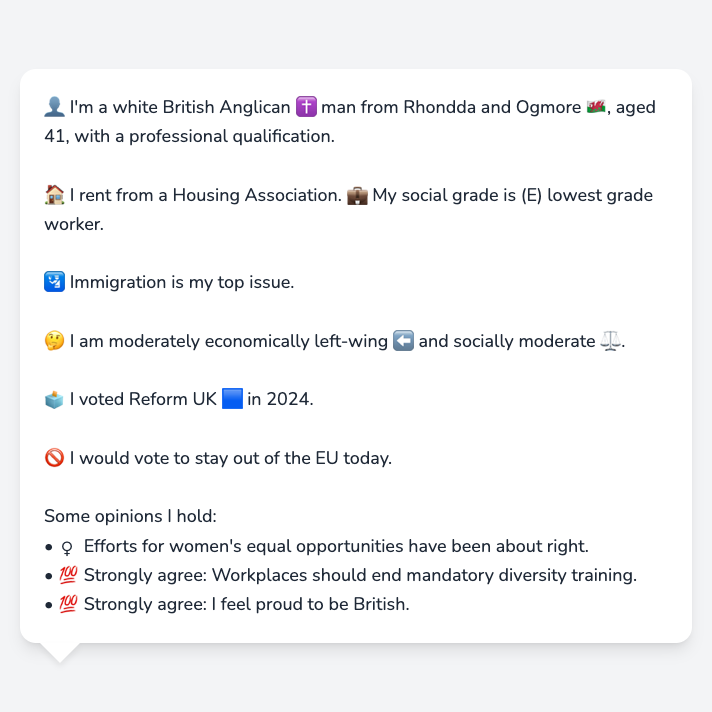 👤 I'm a white British Anglican ✝️ man from Rhondda and Ogmore 🏴󠁧󠁢󠁷󠁬󠁳󠁿, aged
41, with a professional qualification.
🏠 I rent from a Housing Association. 💼 My social grade is (E) lowest grade
worker.
🛂 Immigration is my top issue.
🤔 I am moderately economically left-wing ⬅️ and socially moderate ⚖️.
🗳️ I voted Reform UK 🟦 in 2024.
🚫 I would vote to stay out of the EU today.
Some opinions I hold:
• ♀ Efforts for women's equal opportunities have been about right.
• 💯 Strongly agree: Workplaces should end mandatory diversity training.
• 💯 Strongly agree: I feel proud to be British.